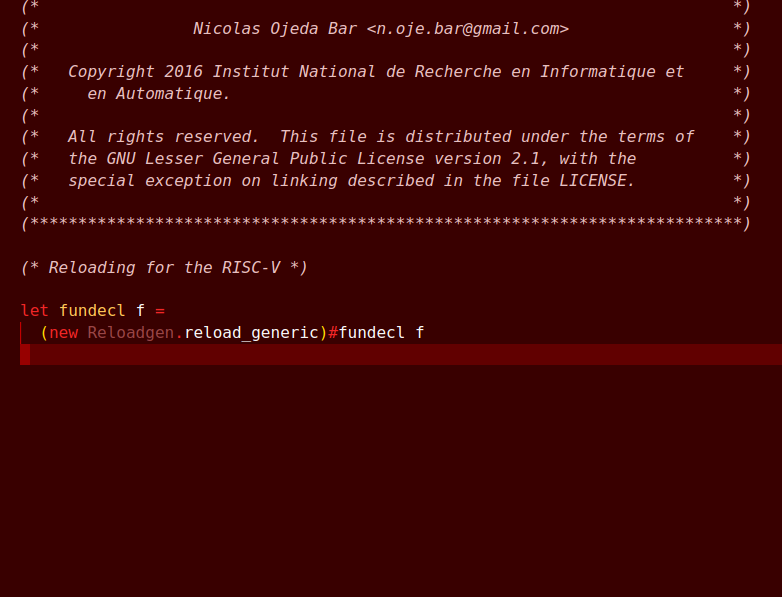 (*                                                                        *)
(*                Nicolas Ojeda Bar <n.oje.bar@gmail.com>                 *)
(*                                                                        *)
(*   Copyright 2016 Institut National de Recherche en Informatique et     *)
(*     en Automatique.                                                    *)
(*                                                                        *)
(*   All rights reserved.  This file is distributed under the terms of    *)
(*   the GNU Lesser General Public License version 2.1, with the          *)
(*   special exception on linking described in the file LICENSE.          *)
(*                                                                        *)
(**************************************************************************)

(* Reloading for the RISC-V *)

let fundecl f =
  (new Reloadgen.reload_generic)#fundecl f